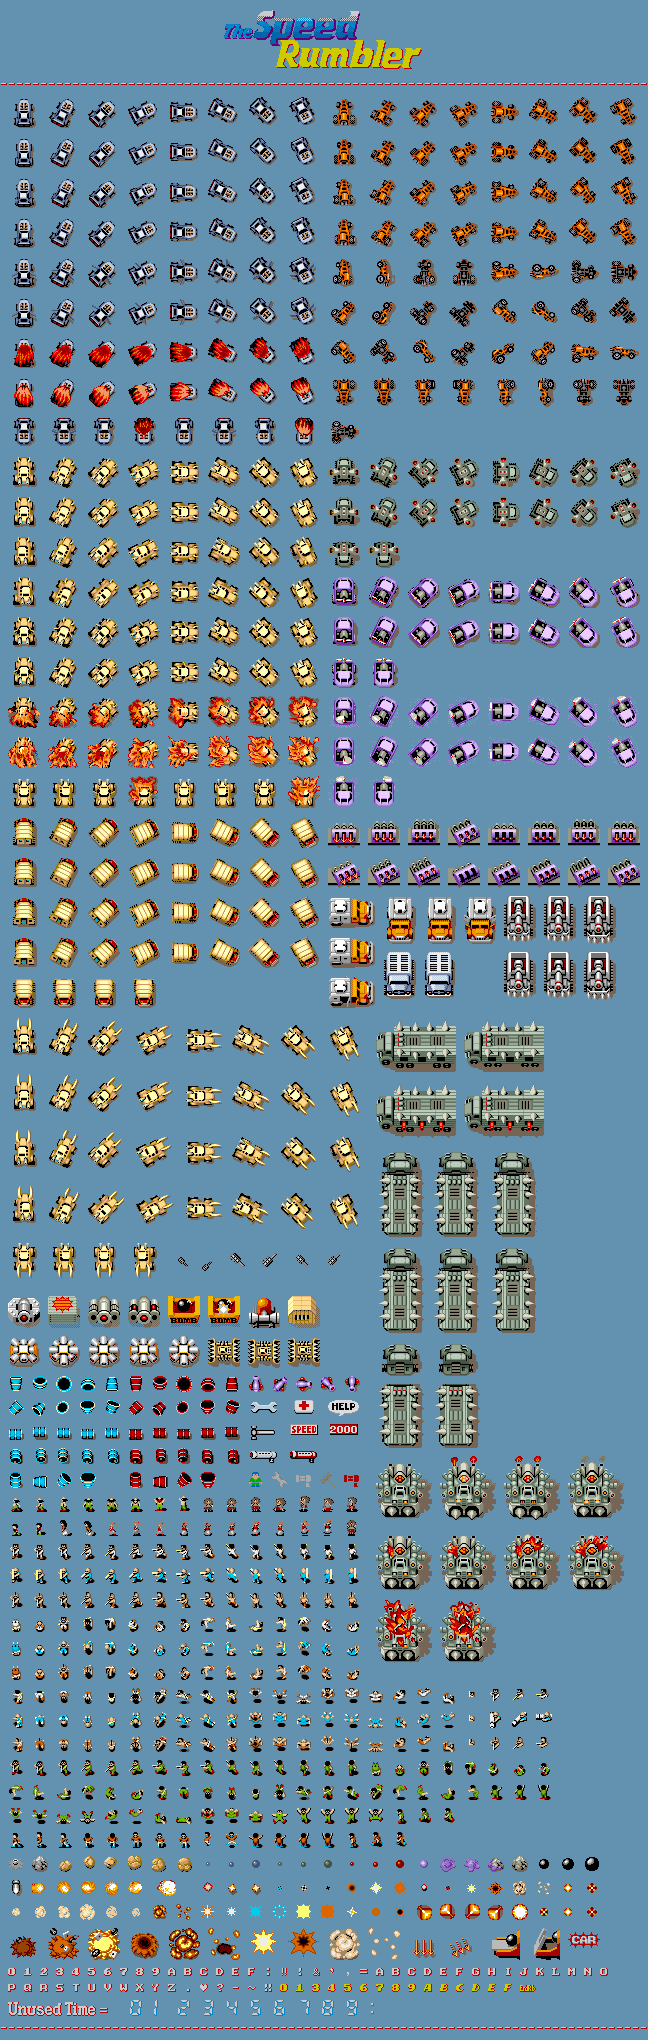 The Speed
Rumbler
BOMB BOMB
HELP
SPEED 2000
CAR
0 1 2 3 4 5 6 7 8 9 A B C D E F : !! ! & ' , = A B C D E F G H I J K L M N O
P Q R S T U V W X Y Z . ♥ ? - ~ !! 0 1 3 4 5 6 7 8 9 A B C D E F
Unused Time = 0 1 2 3 4 5 6 7 8 9 :